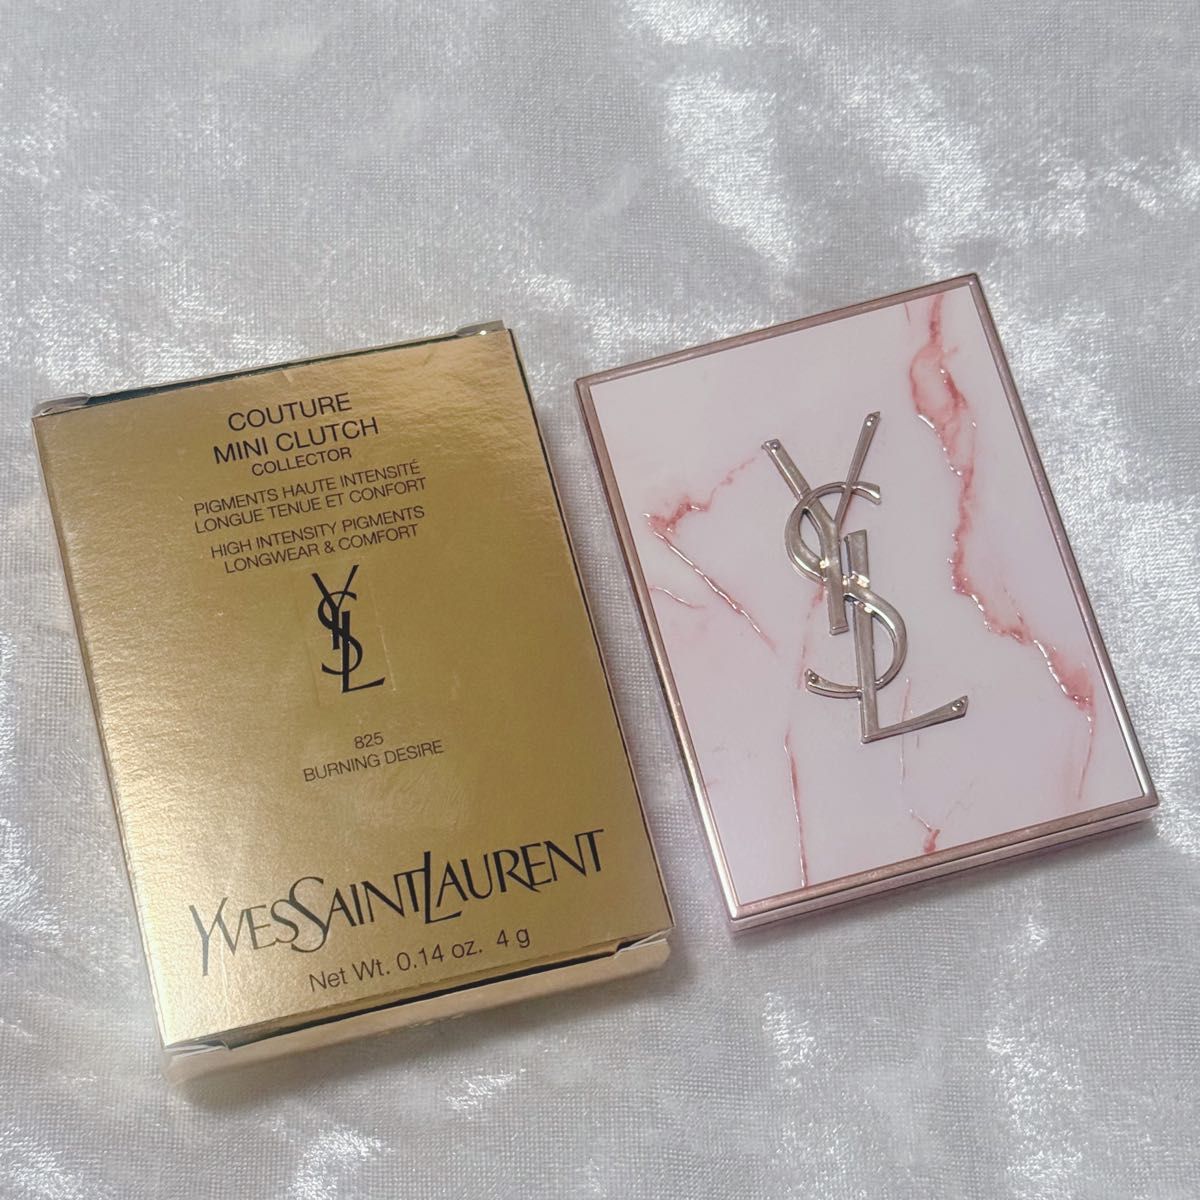 COUTURE
MINI CLUTCH
COLLECTOR
PIGMENTS HAUTE INTENSITÉ
LONGUE TENUE ET CONFORT
HIGH INTENSITY PIGMENTS
LONGWEAR & COMFORT
YSL
825
BURNING DESIRE
YVESSAINTLAURENT
Net Wt. 0.14 oz. 4 g
YSL